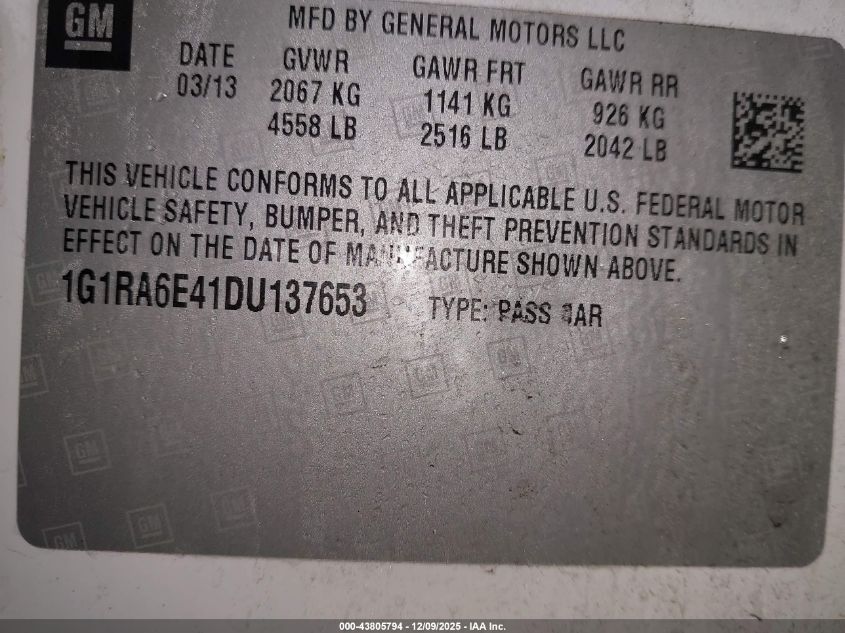 GM
MFD BY GENERAL MOTORS LLC
DATE GVWR GAWR FRT GAWR RR
03/13 2067 KG 1141 KG 926 KG
4558 LB 2516 LB 2042 LB
THIS VEHICLE CONFORMS TO ALL APPLICABLE U.S. FEDERAL MOTOR
VEHICLE SAFETY, BUMPER, AND THEFT PREVENTION STANDARDS IN
EFFECT ON THE DATE OF MANUFACTURE SHOWN ABOVE.
1G1RA6E41DU137653 TYPE: PASS CAR
000-43805794 - 12/09/2025 - IAA Inc.